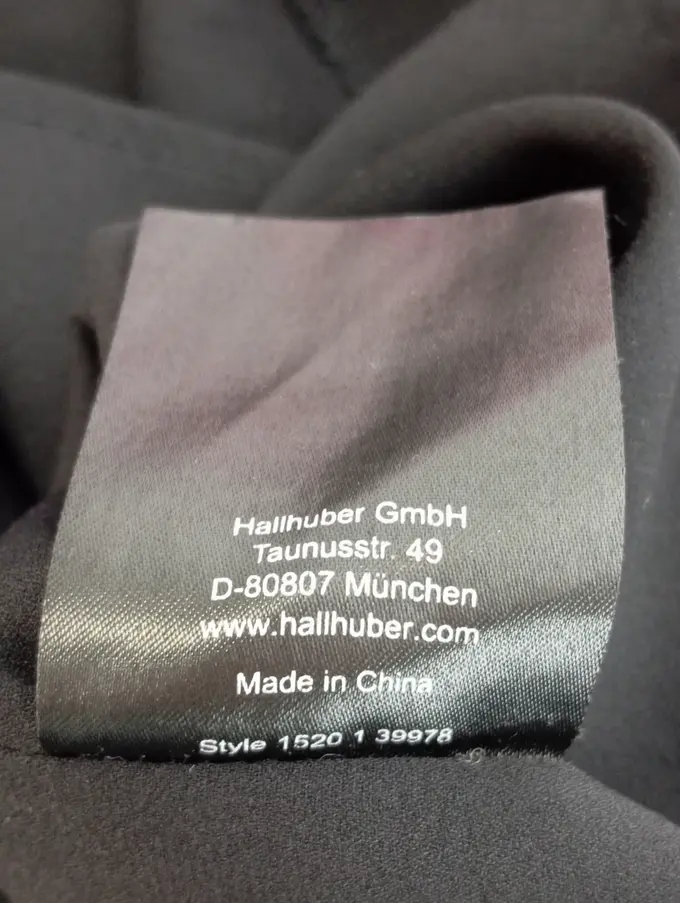 Hallhuber GmbH
Taunusstr. 49
D-80807 München
www.hallhuber.com
Made in China
Style 1520 1 39978